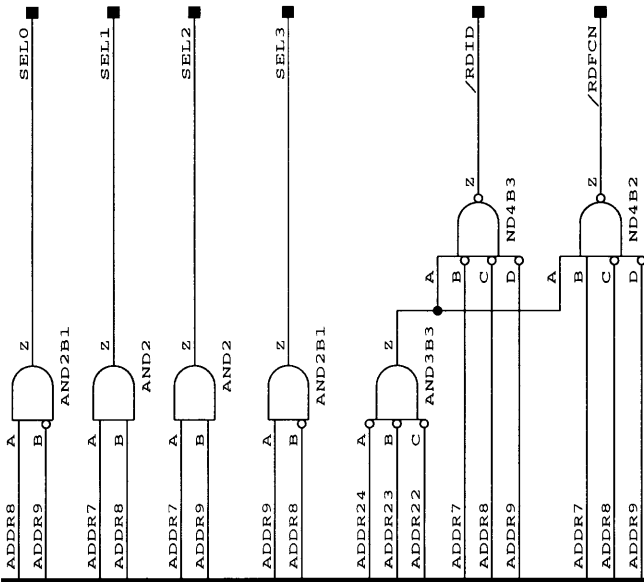 SEL0
SEL1
SEL2
SEL3
/RDID
/RDFCN
Z
ND4B3
Z
ND4B2
A
B
C
D
A
B
C
D
Z
AND2B1
Z
AND2
Z
AND2
Z
AND2B1
Z
AND3B3
A
B
A
B
A
B
A
B
A
B
C
ADDR8
ADDR9
ADDR7
ADDR8
ADDR7
ADDR9
ADDR9
ADDR8
ADDR24
ADDR23
ADDR22
ADDR7
ADDR8
ADDR9
ADDR7
ADDR8
ADDR9